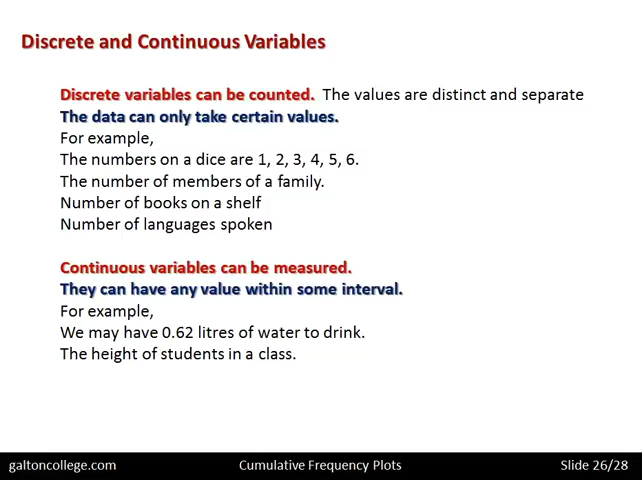 Discrete and Continuous Variables
Discrete variables can be counted. The values are distinct and separate
The data can only take certain values.
For example,
The numbers on a dice are 1, 2, 3, 4, 5, 6.
The number of members of a family.
Number of books on a shelf
Number of languages spoken
Continuous variables can be measured.
They can have any value within some interval.
For example,
We may have 0.62 litres of water to drink.
The height of students in a class.
galtoncollege.com Cumulative Frequency Plots Slide 26/28